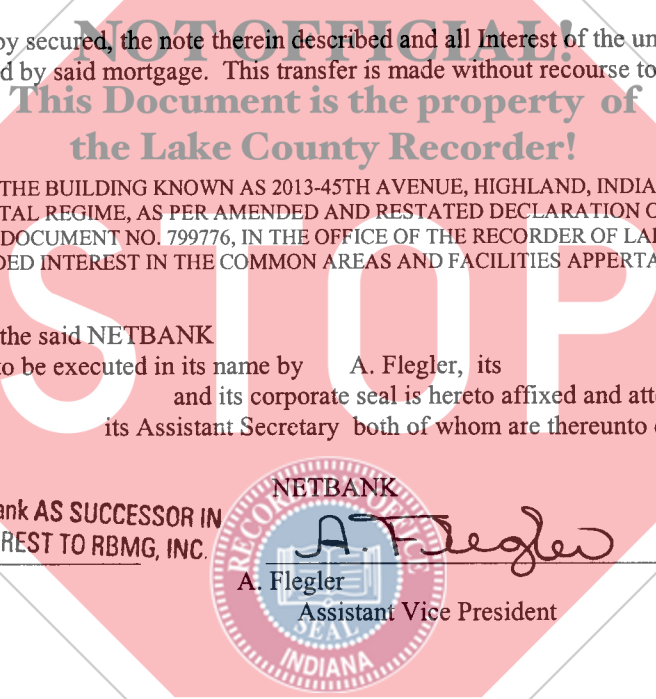 NOT OFFICIAL!
by secured, the note therein described and all Interest of the un
d by said mortgage. This transfer is made without recourse to
This Document is the property of
the Lake County Recorder!
THE BUILDING KNOWN AS 2013-45TH AVENUE, HIGHLAND, INDIA
TAL REGIME, AS PER AMENDED AND RESTATED DECLARATION O
DOCUMENT NO. 799776, IN THE OFFICE OF THE RECORDER OF LA
DED INTEREST IN THE COMMON AREAS AND FACILITIES APPERTA
STOP
the said NETBANK
to be executed in its name by A. Flegler, its
and its corporate seal is hereto affixed and atte
its Assistant Secretary both of whom are thereunto
NETBANK
ank AS SUCCESSOR IN
REST TO RBMG, INC.
A. Flegler
A. Flegler
Assistant Vice President
RECORDER'S OFFICE
SEAL
INDIANA